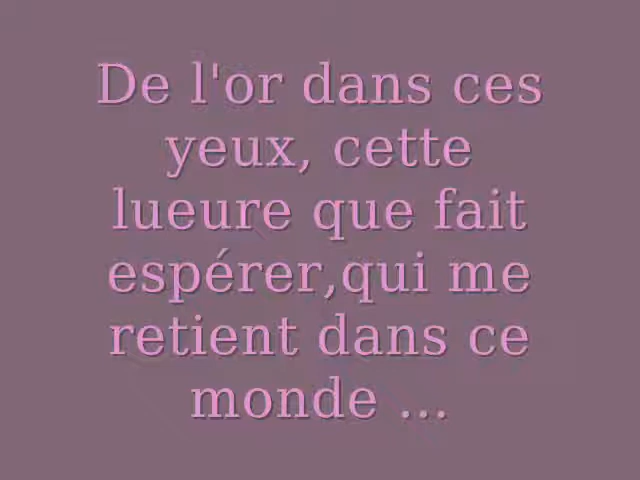 De l'or dans ces
yeux, cette
lueure que fait
espérer,qui me
retient dans ce
monde ...